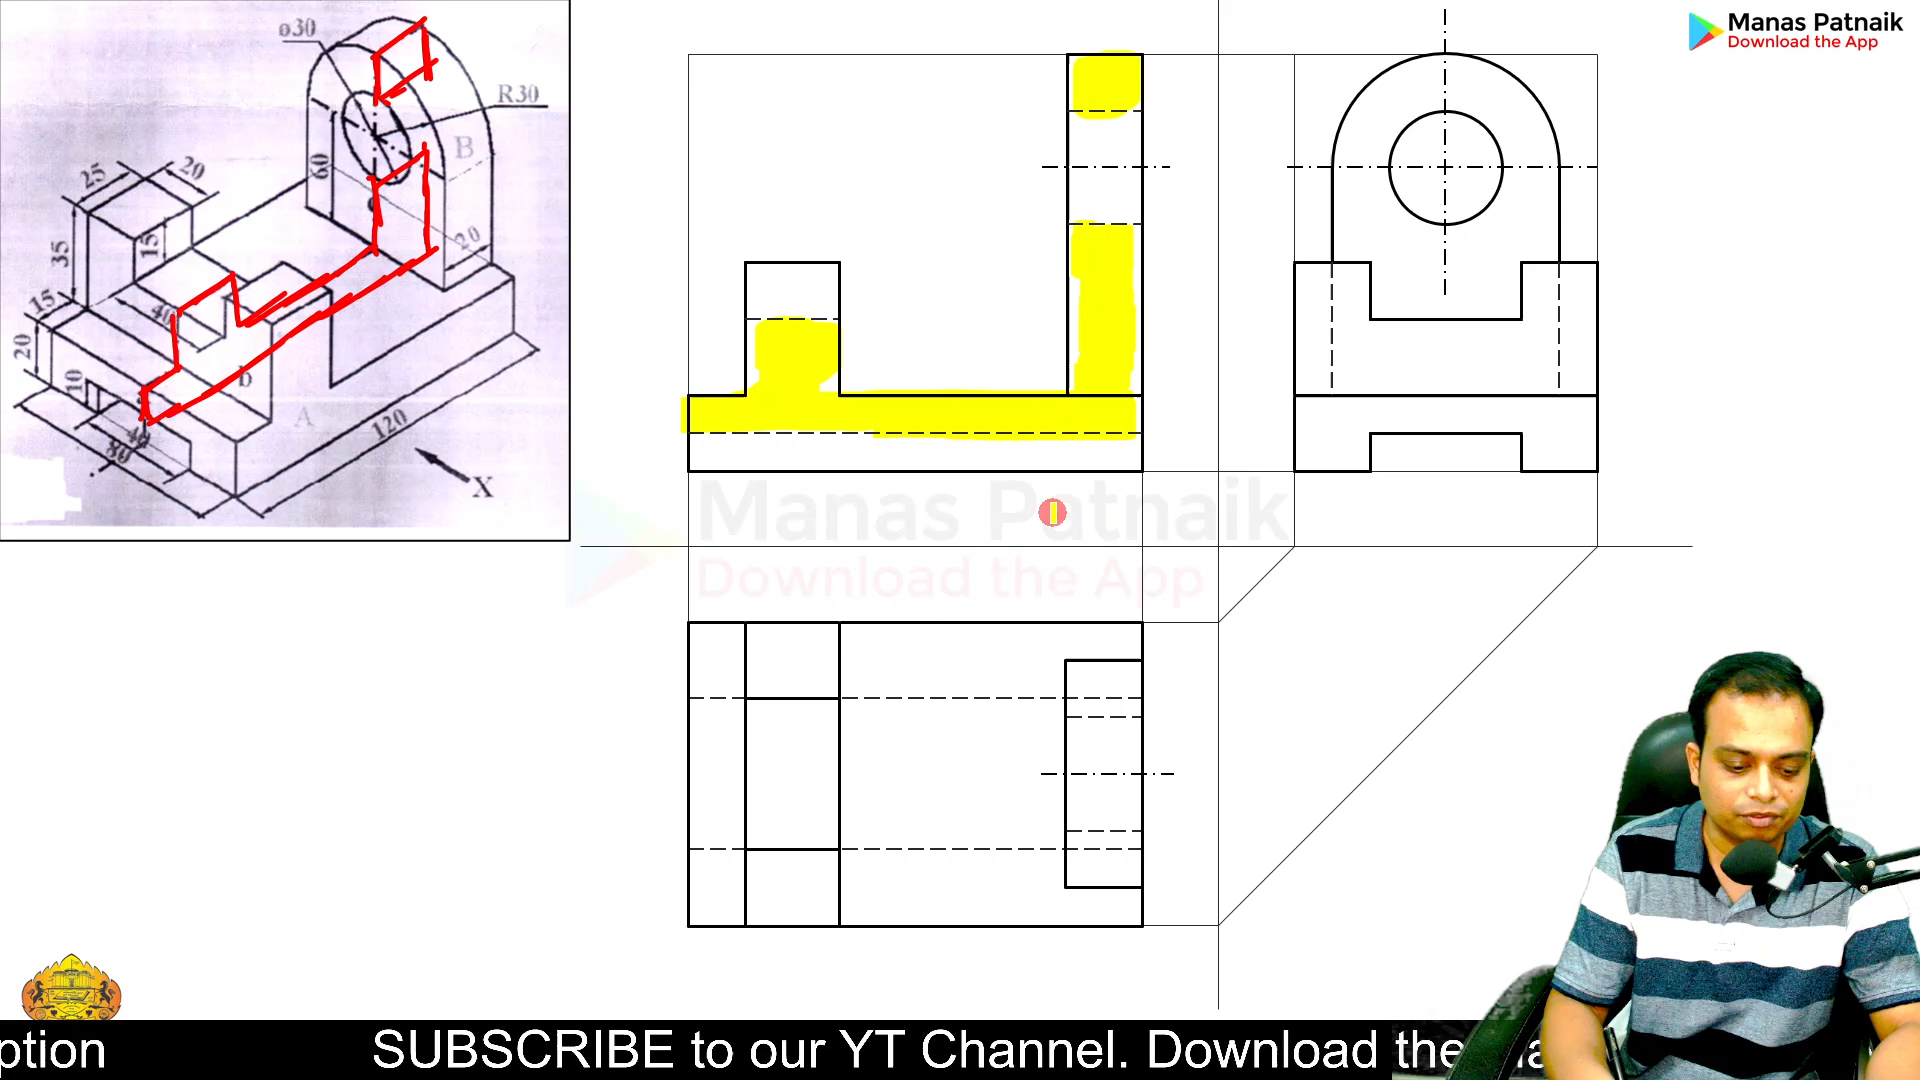 Manas Patnaik
Download the App
ø30
R30
B
60
25
20
15
35
40
20
15
20
10
b
A
40
80
120
X
Manas Patnaik
Download the App
ption SUBSCRIBE to our YT Channel. Download the